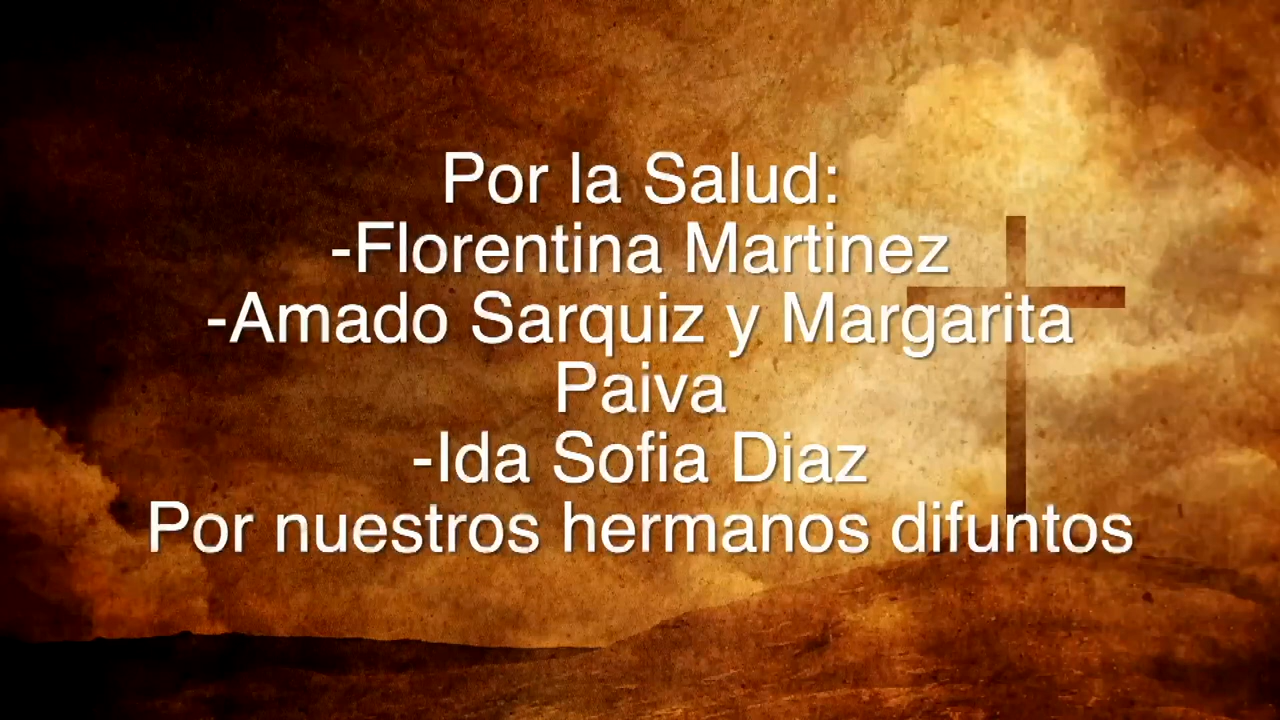 Por la Salud:
-Florentina Martinez
-Amado Sarquiz y Margarita
Paiva
-Ida Sofia Diaz
Por nuestros hermanos difuntos